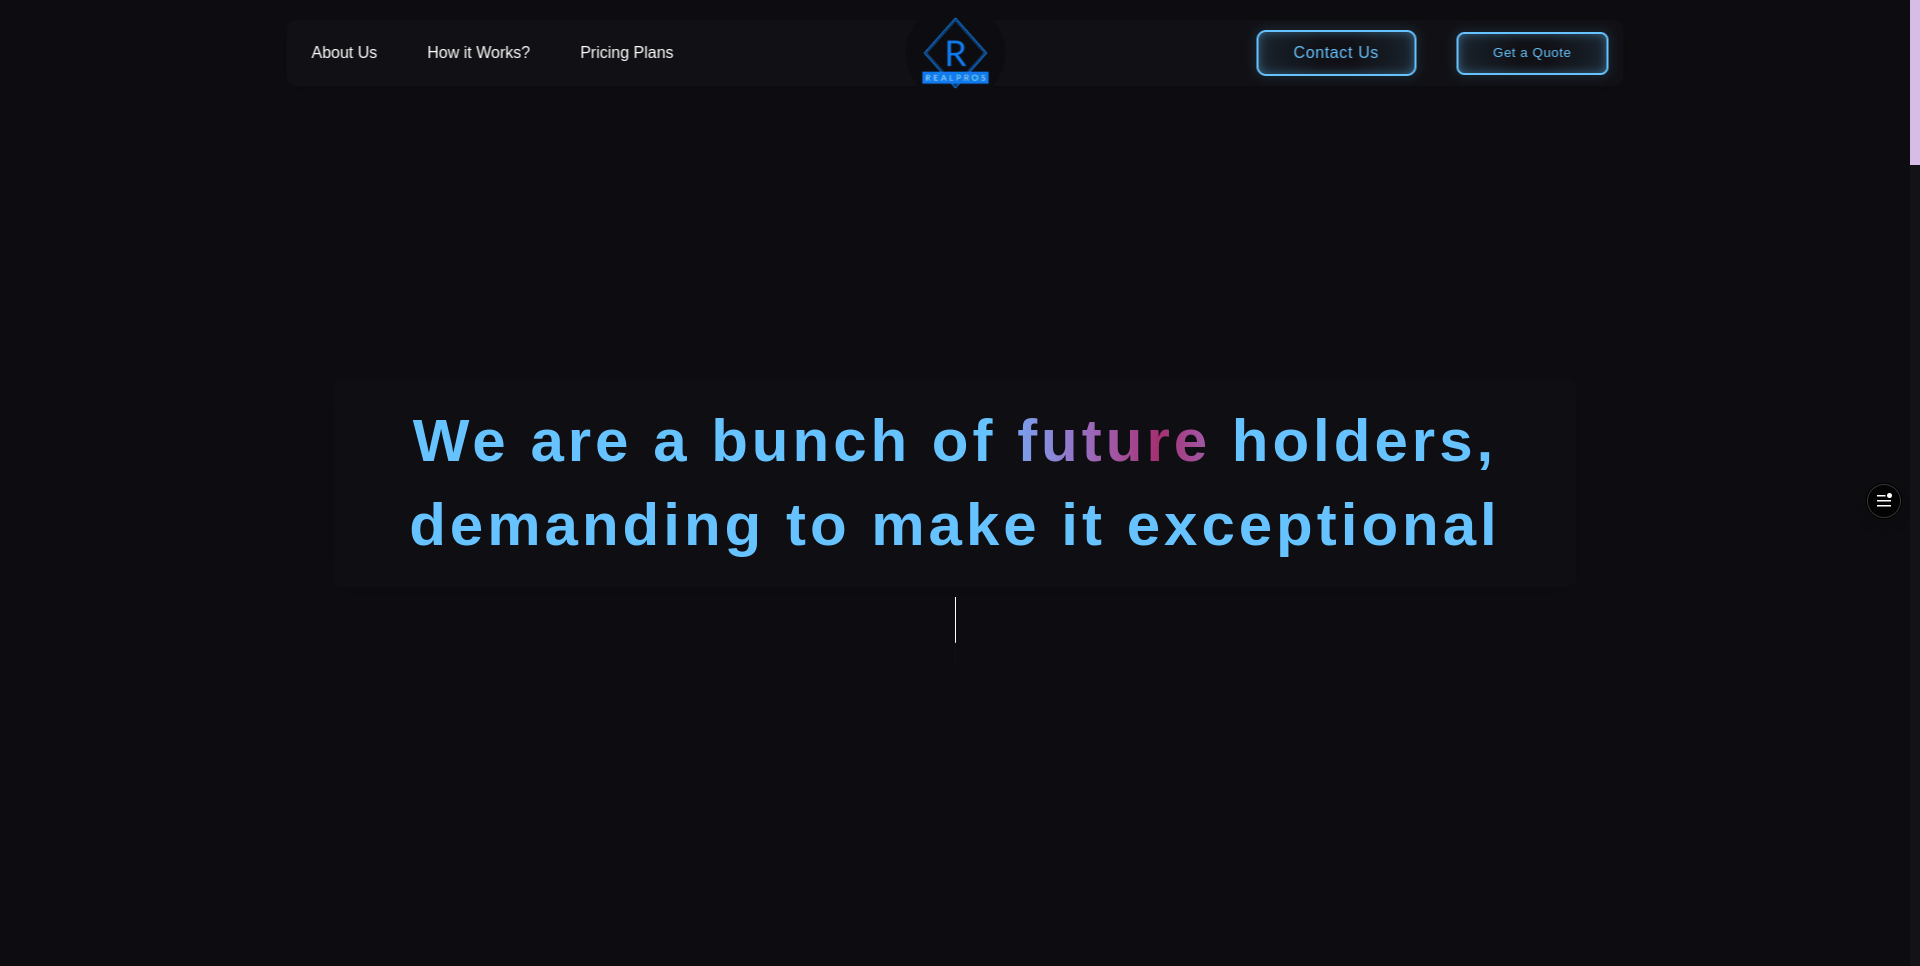 About Us
How it Works?
Pricing Plans
R
REALPROS
Contact Us
Get a Quote
We are a bunch of future holders,
demanding to make it exceptional